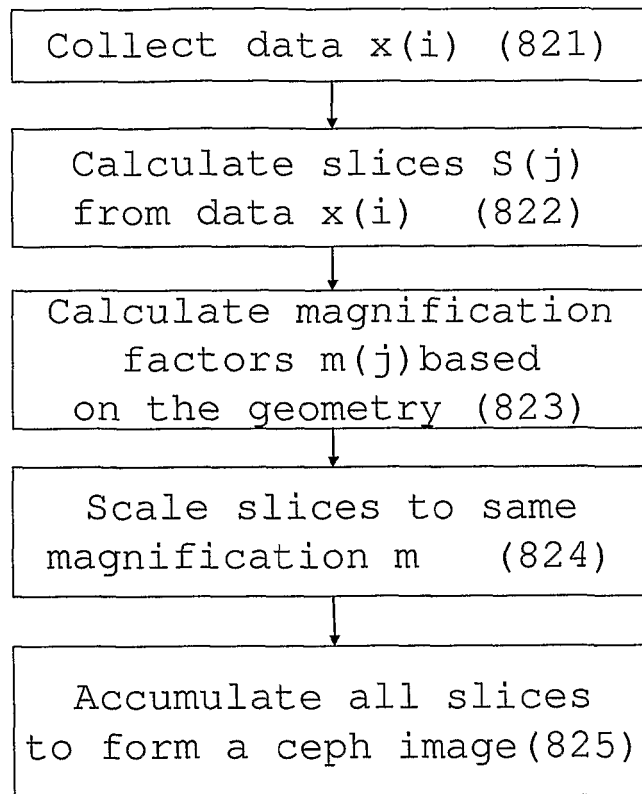 Collect data x(i) (821)
Calculate slices S(j)
from data x(i) (822)
Calculate magnification
factors m(j)based
on the geometry (823)
Scale slices to same
magnification m (824)
Accumulate all slices
to form a ceph image(825)